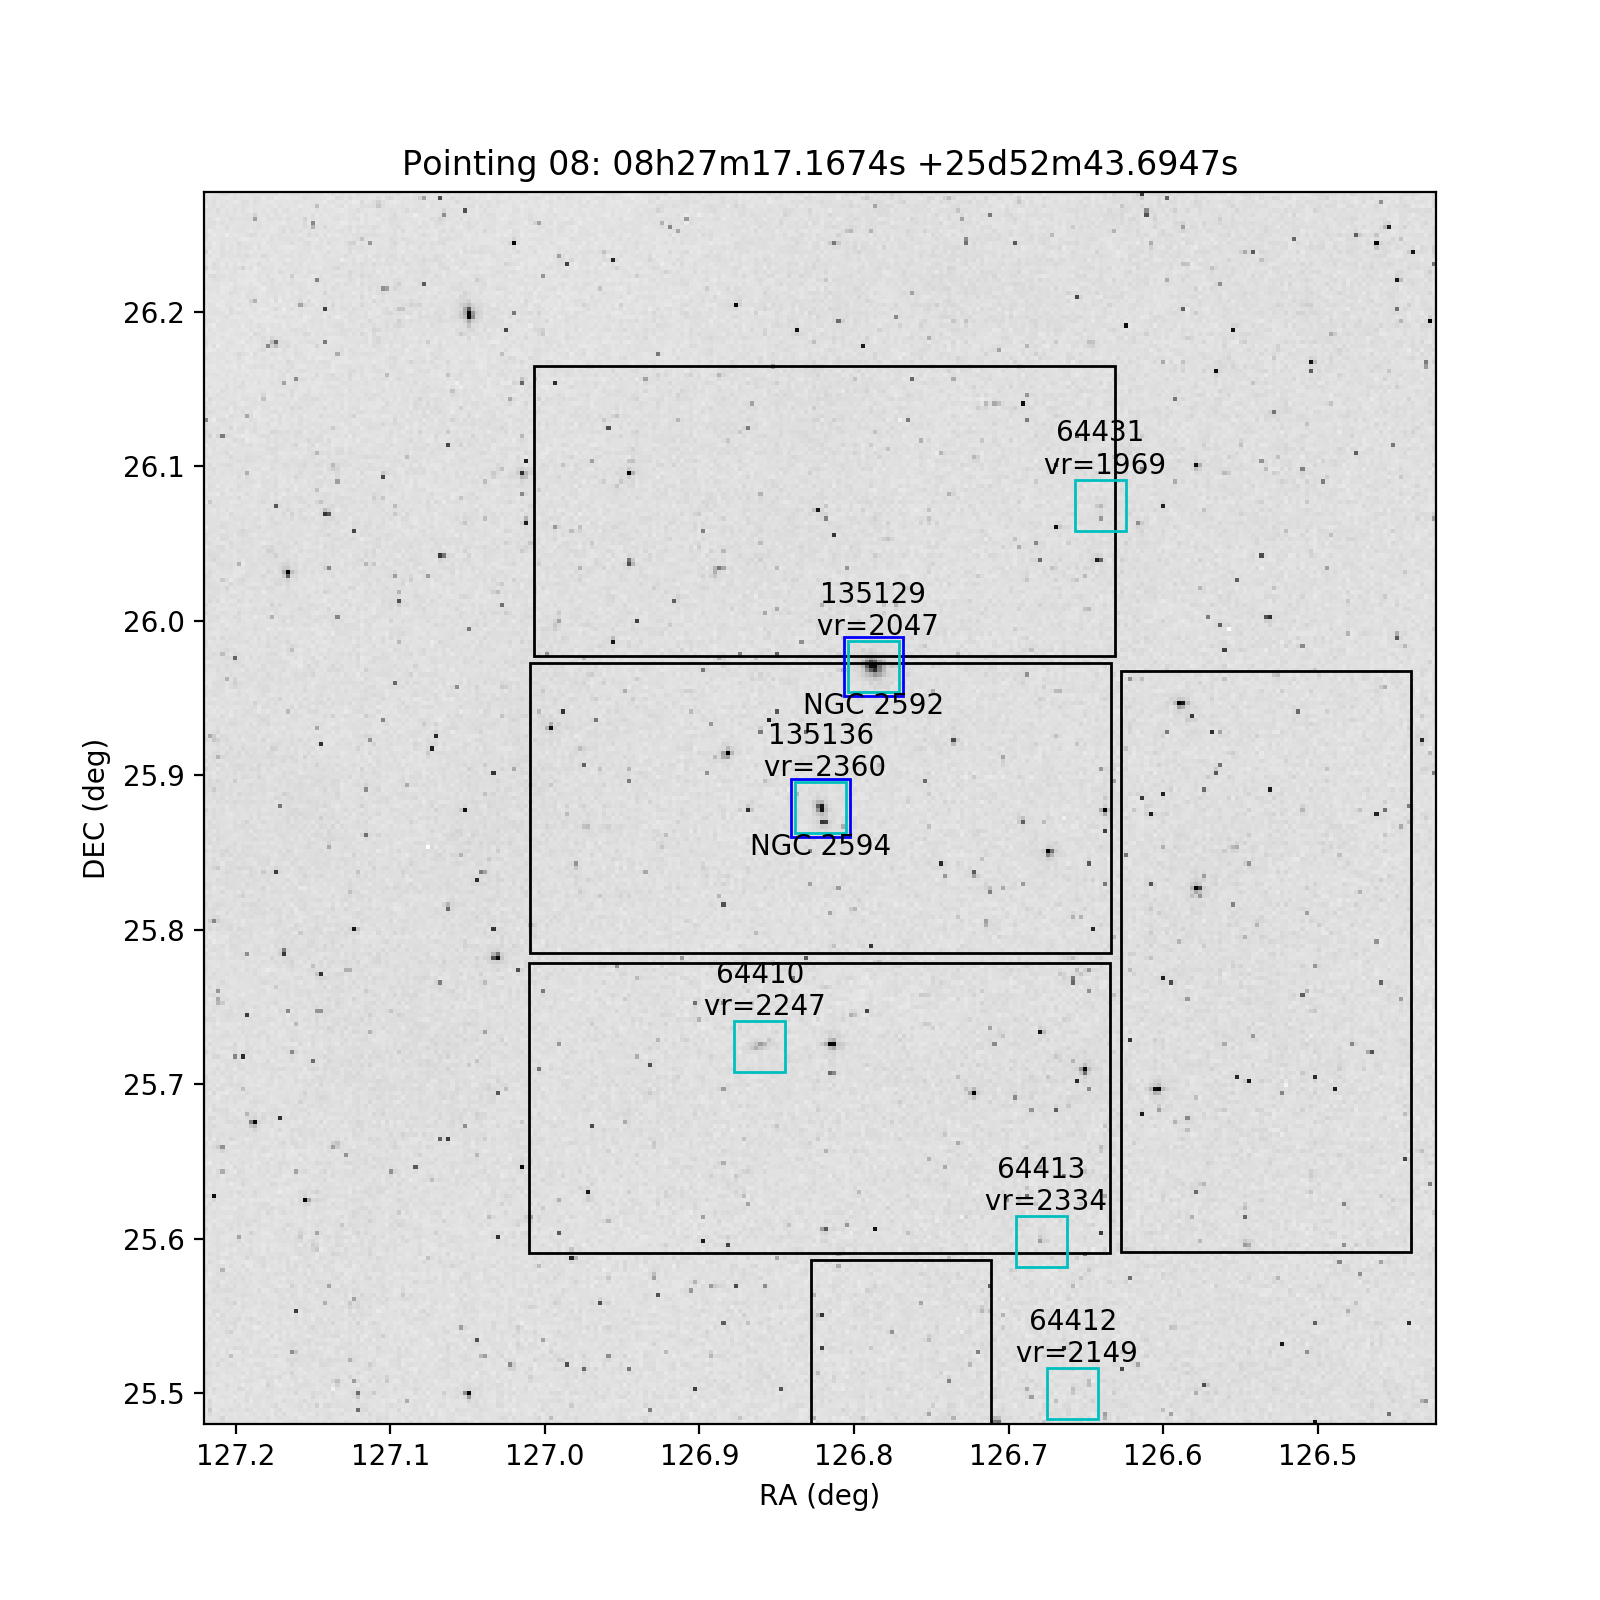 Pointing 08: 08h27m17.1674s +25d52m43.6947s
26.2
26.1
26.0
25.9
25.8
25.7
25.6
25.5
DEC (deg)
64431
vr=1969
135129
vr=2047
NGC 2592
135136
vr=2360
NGC 2594
64410
vr=2247
64413
vr=2334
64412
vr=2149
127.2
127.1
127.0
126.9
126.8
126.7
126.6
126.5
RA (deg)